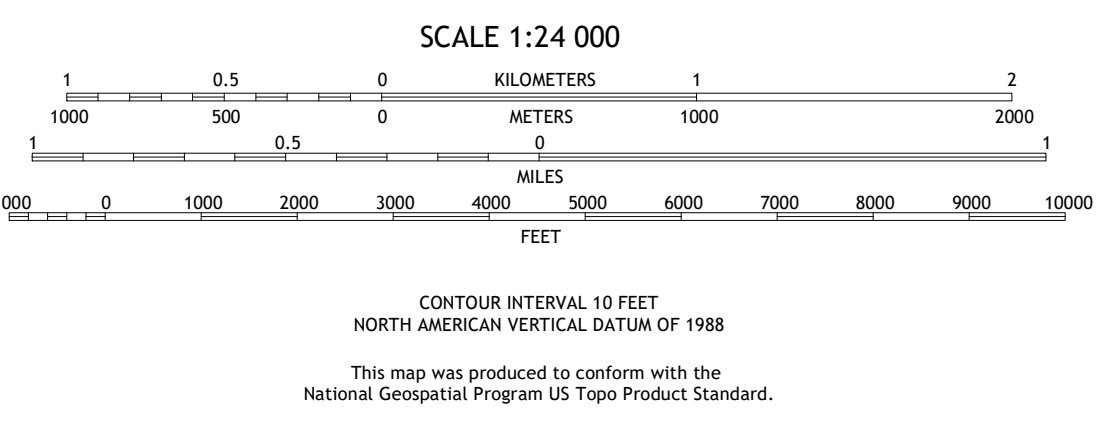 SCALE 1:24 000
1 0.5 0 KILOMETERS 1 2
1000 500 0 METERS 1000 2000
1 0.5 0 1
MILES
000 0 1000 2000 3000 4000 5000 6000 7000 8000 9000 10000
FEET
CONTOUR INTERVAL 10 FEET
NORTH AMERICAN VERTICAL DATUM OF 1988
This map was produced to conform with the
National Geospatial Program US Topo Product Standard.